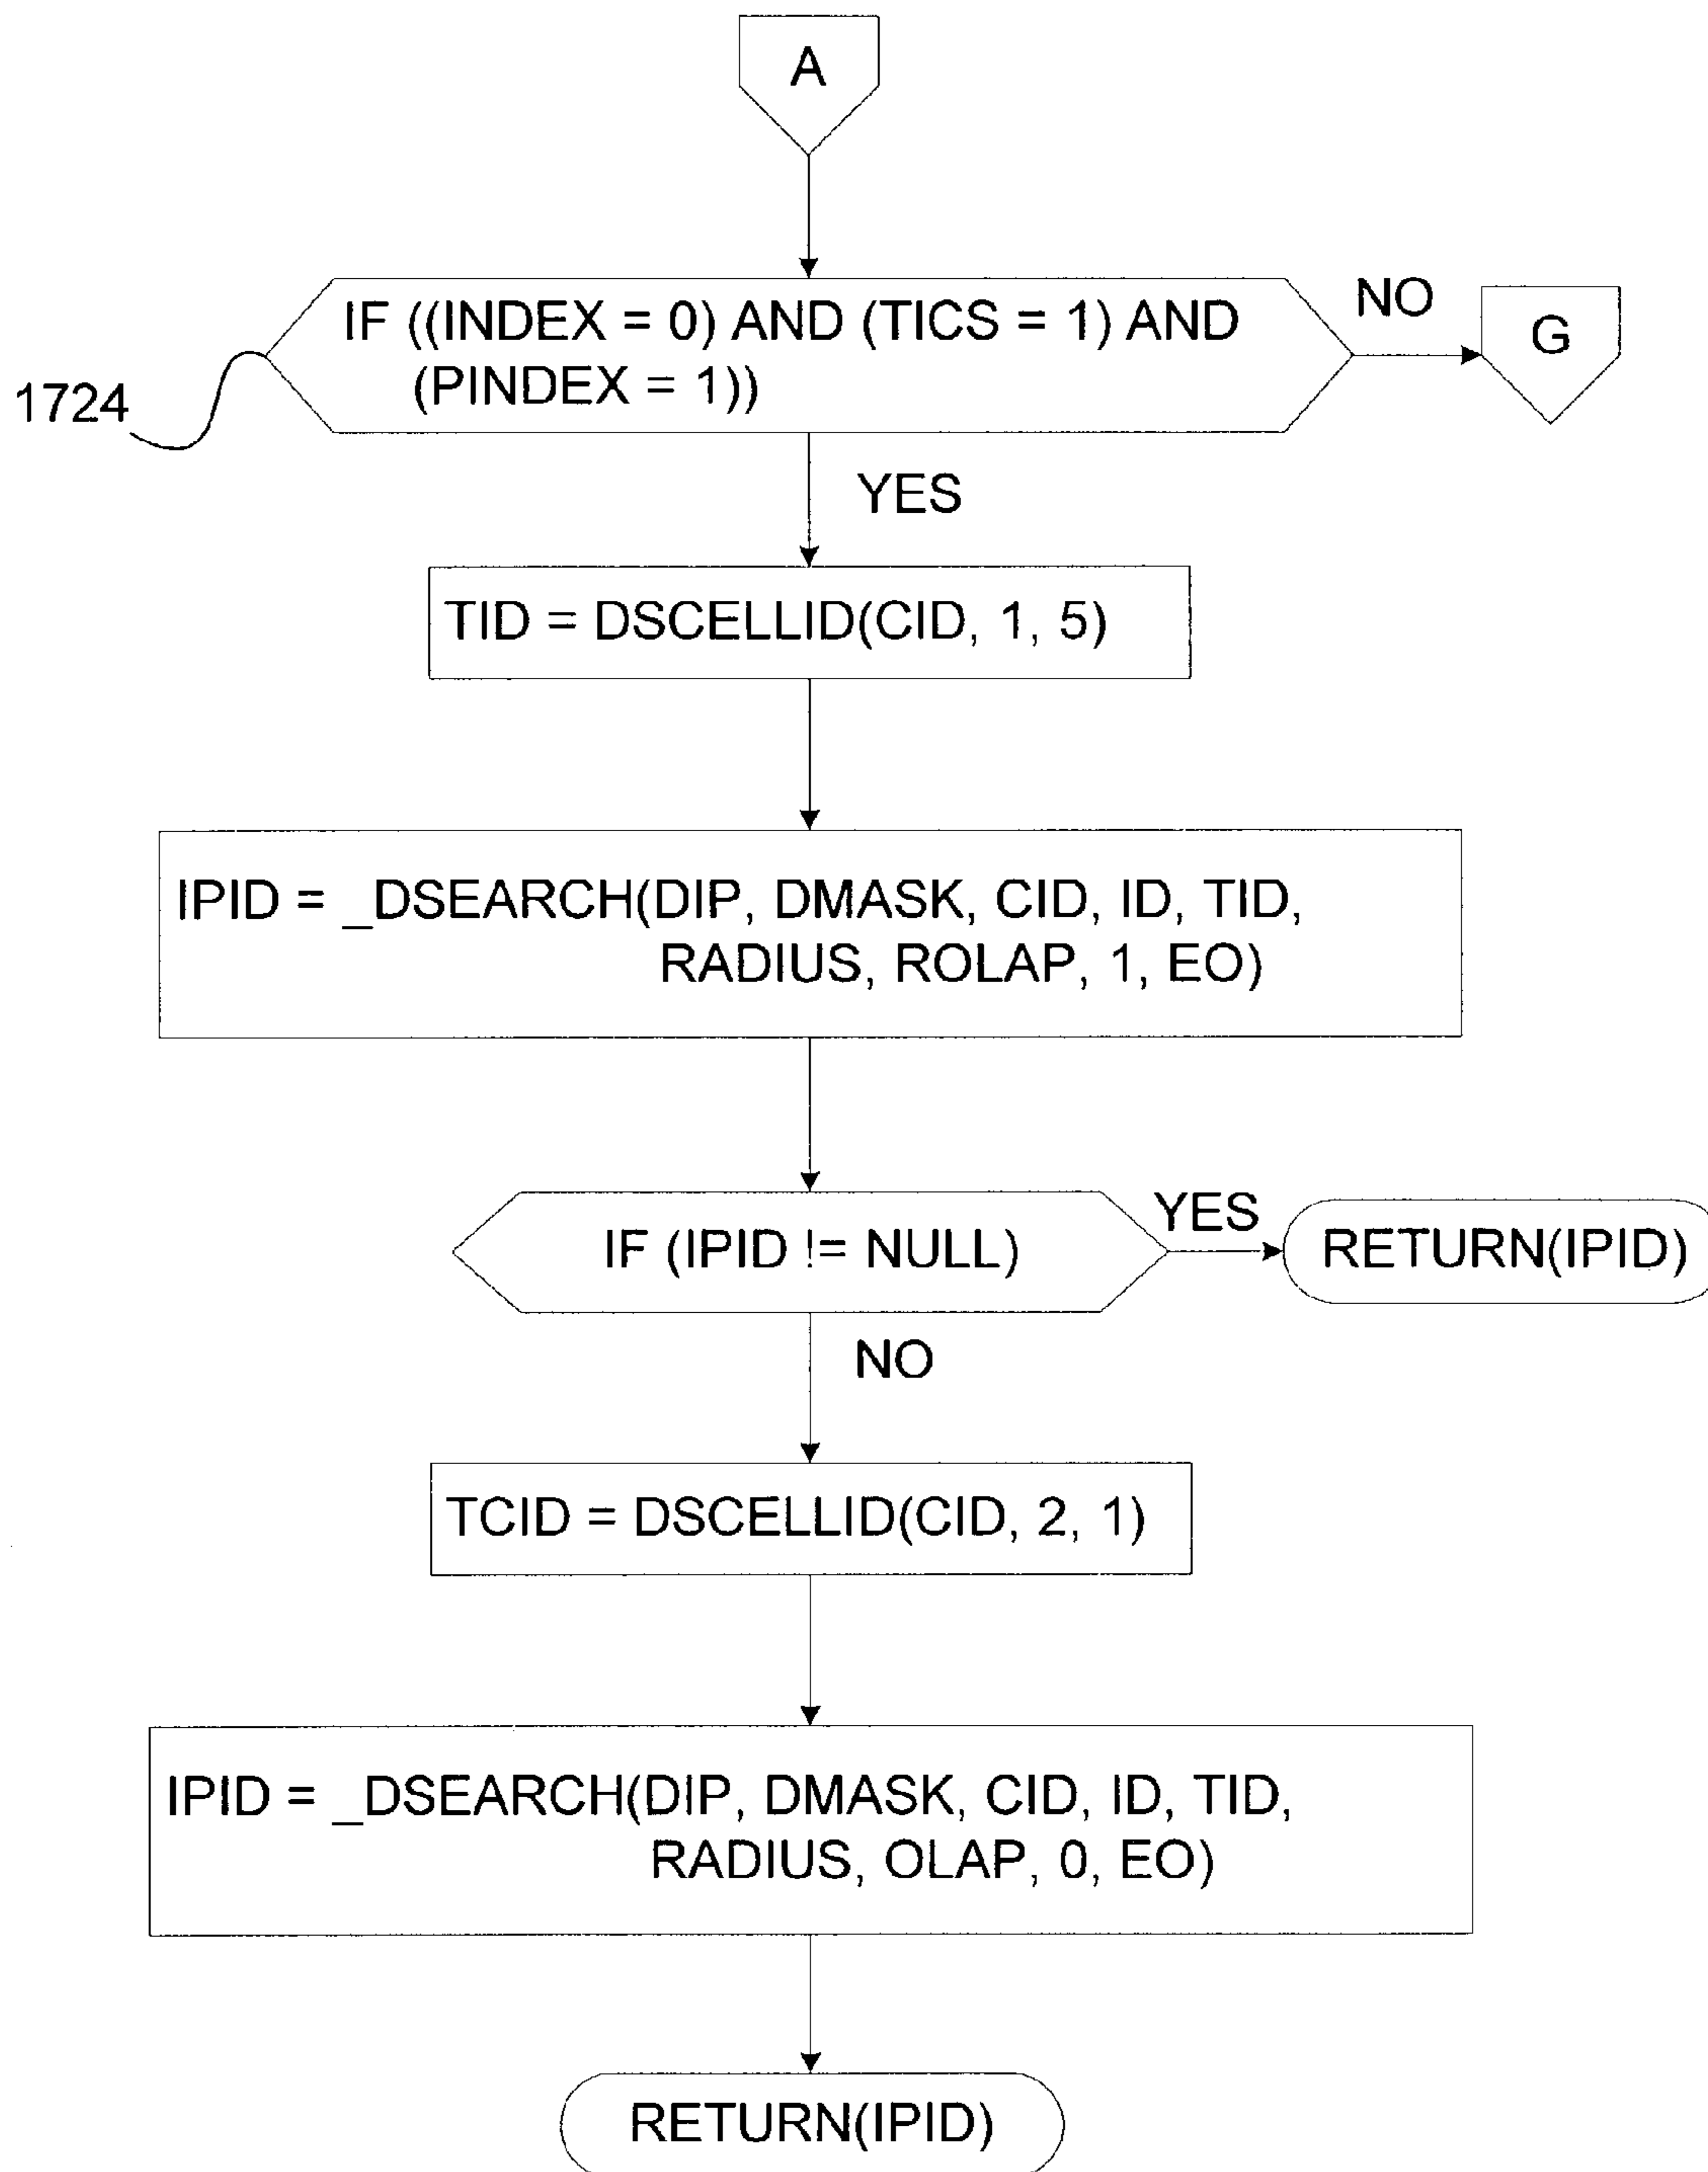 A
IF ((INDEX = 0) AND (TICS = 1) AND
(PINDEX = 1))
NO
G
1724
YES
TID = DSCELLID(CID, 1, 5)
IPID = _DSEARCH(DIP, DMASK, CID, ID, TID,
RADIUS, ROLAP, 1, EO)
IF (IPID != NULL)
YES
RETURN(IPID)
NO
TCID = DSCELLID(CID, 2, 1)
IPID = _DSEARCH(DIP, DMASK, CID, ID, TID,
RADIUS, OLAP, 0, EO)
RETURN(IPID)